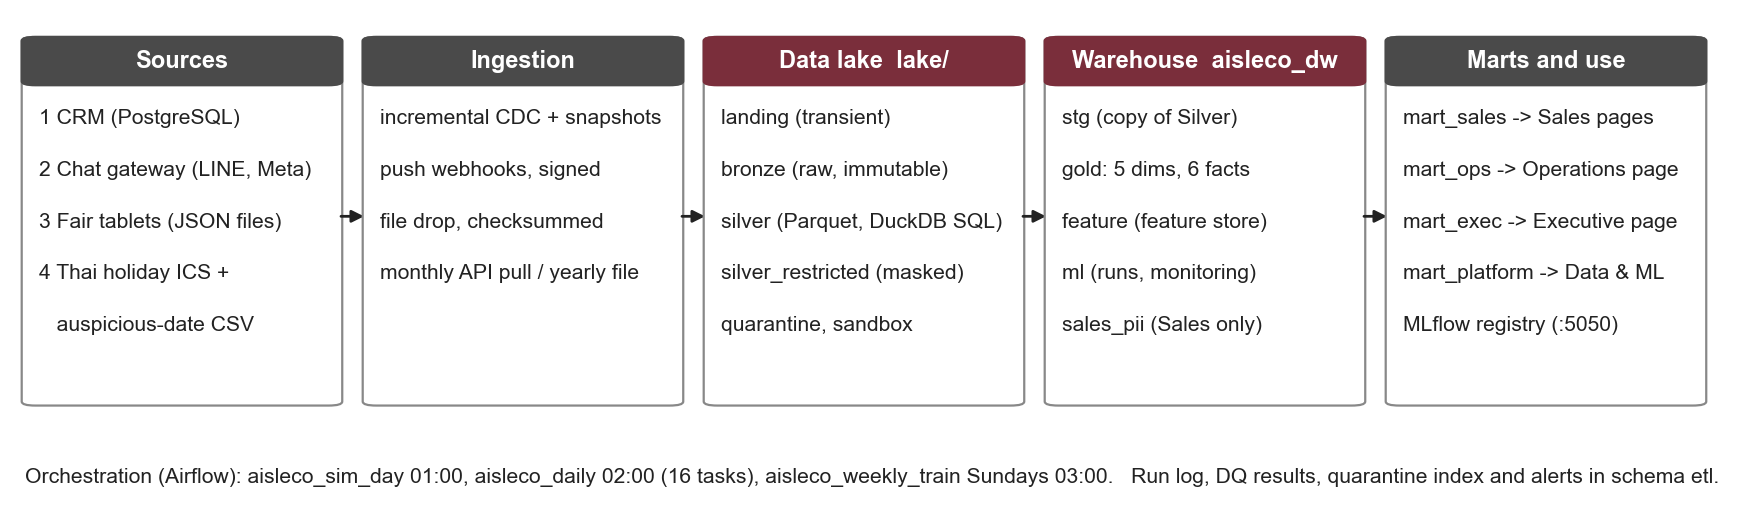 Sources
1 CRM (PostgreSQL)
2 Chat gateway (LINE, Meta)
3 Fair tablets (JSON files)
4 Thai holiday ICS +
auspicious-date CSV
Ingestion
incremental CDC + snapshots
push webhooks, signed
file drop, checksummed
monthly API pull / yearly file
Data lake  lake/
landing (transient)
bronze (raw, immutable)
silver (Parquet, DuckDB SQL)
silver_restricted (masked)
quarantine, sandbox
Warehouse  aisleco_dw
stg (copy of Silver)
gold: 5 dims, 6 facts
feature (feature store)
ml (runs, monitoring)
sales_pii (Sales only)
Marts and use
mart_sales -> Sales pages
mart_ops -> Operations page
mart_exec -> Executive page
mart_platform -> Data & ML
MLflow registry (:5050)
Orchestration (Airflow): aisleco_sim_day 01:00, aisleco_daily 02:00 (16 tasks), aisleco_weekly_train Sundays 03:00.   Run log, DQ results, quarantine index and alerts in schema etl.